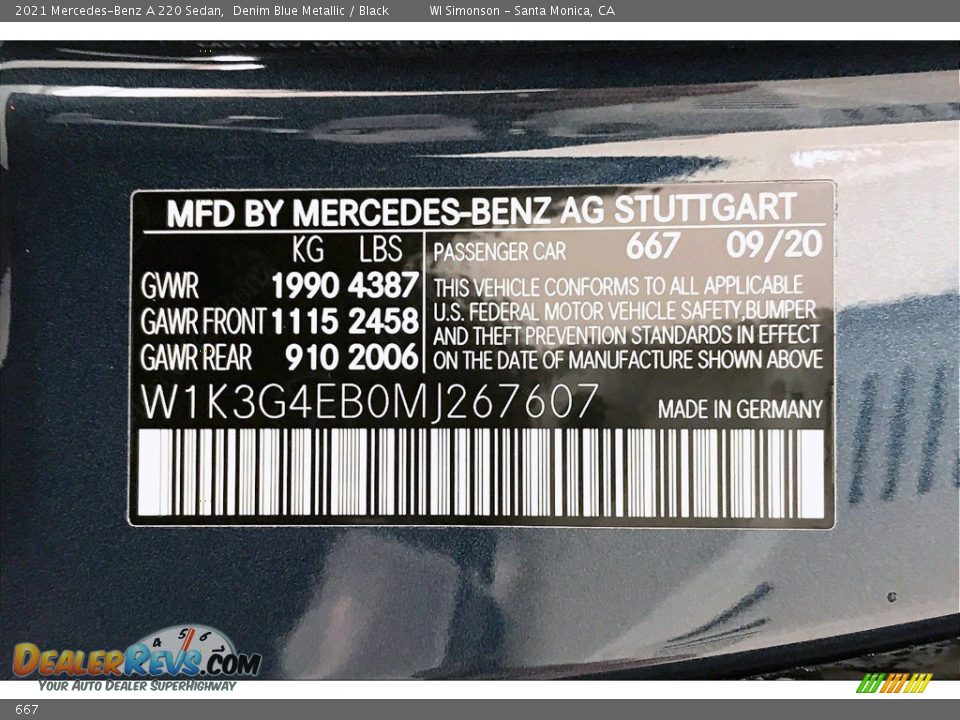 2021 Mercedes-Benz A 220 Sedan, Denim Blue Metallic / Black WI Simonson - Santa Monica, CA
MFD BY MERCEDES-BENZ AG STUTTGART
KG LBS PASSENGER CAR 667 09/20
GVWR 1990 4387 THIS VEHICLE CONFORMS TO ALL APPLICABLE
GAWR FRONT 1115 2458 U.S. FEDERAL MOTOR VEHICLE SAFETY,BUMPER
AND THEFT PREVENTION STANDARDS IN EFFECT
GAWR REAR 910 2006 ON THE DATE OF MANUFACTURE SHOWN ABOVE
W1K3G4EB0MJ267607 MADE IN GERMANY
4 5 6
DEALERREVS.COM
YOUR AUTO DEALER SUPERHIGHWAY
667